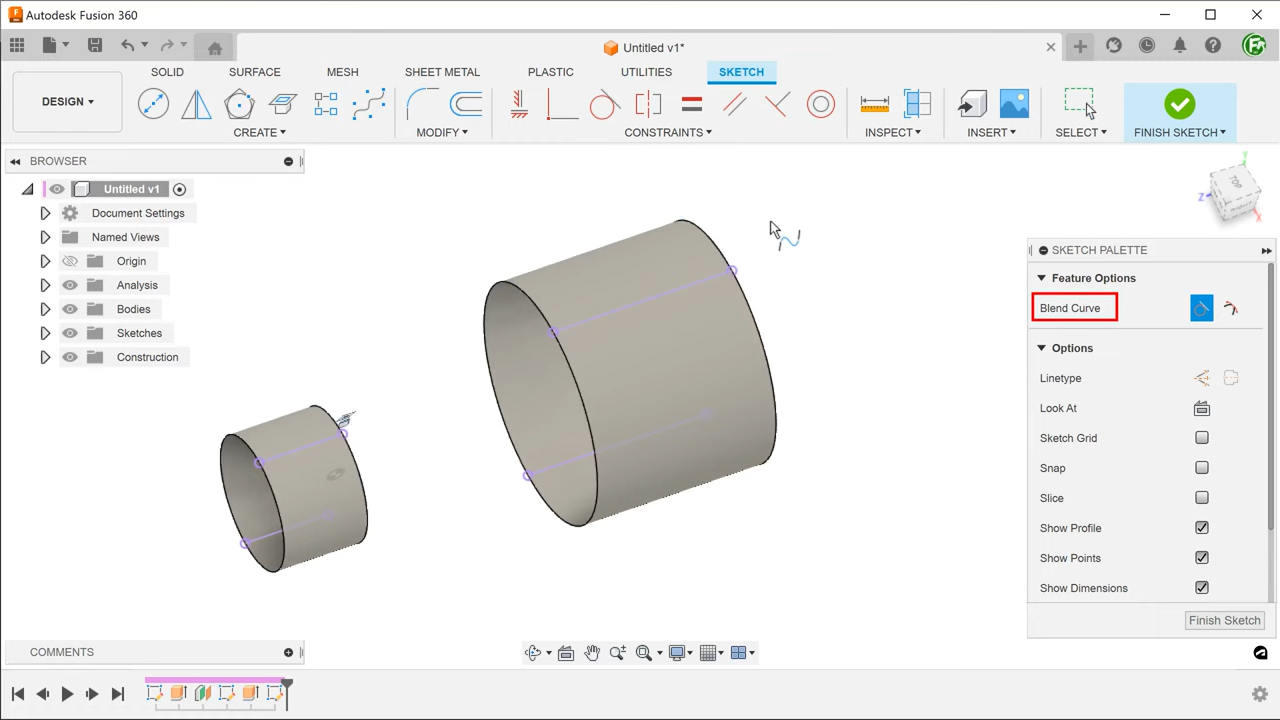 Autodesk Fusion 360
Untitled v1*
DESIGN
SOLID
SURFACE
MESH
SHEET METAL
PLASTIC
UTILITIES
SKETCH
CREATE
MODIFY
CONSTRAINTS
INSPECT
INSERT
SELECT
FINISH SKETCH
BROWSER
Untitled v1
Document Settings
Named Views
Origin
Analysis
Bodies
Sketches
Construction
SKETCH PALETTE
Feature Options
Blend Curve
Options
Linetype
Look At
Sketch Grid
Snap
Slice
Show Profile
Show Points
Show Dimensions
Finish Sketch
COMMENTS